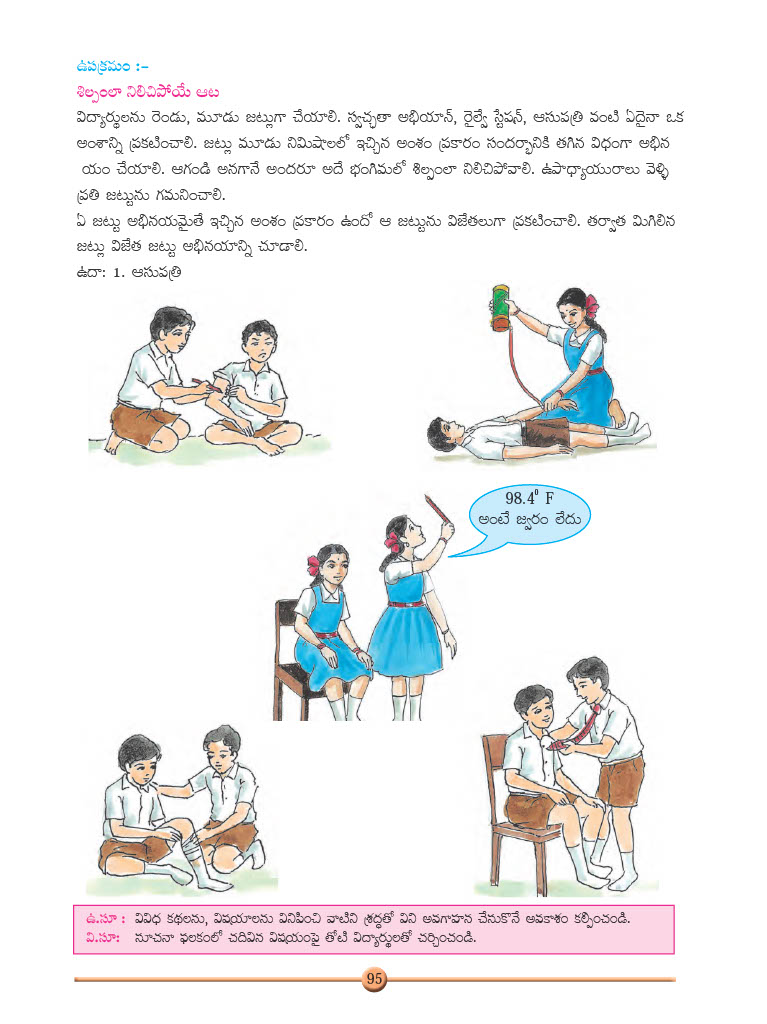 ఉపక్రమం :–
శిల్పంలా నిలిచిపోయే ఆట
విద్యార్థులను రెండు, మూడు జట్లుగా చేయాలి. స్వచ్ఛతా అభియాన్, రైల్వే స్టేషన్, ఆసుపత్రి వంటి ఏదైనా ఒక
అంశాన్ని ప్రకటించాలి. జట్లు మూడు నిమిషాలలో ఇచ్చిన అంశం ప్రకారం సందర్భానికి తగిన విధంగా అభిన
యం చేయాలి. ఆగండి అనగానే అందరూ అదే భంగిమలో శిల్పంలా నిలిచిపోవాలి. ఉపాధ్యాయురాలు వెళ్ళి
ప్రతి జట్టును గమనించాలి.
ఏ జట్టు అభినయమైతే ఇచ్చిన అంశం ప్రకారం ఉందో ఆ జట్టును విజేతలుగా ప్రకటించాలి. తర్వాత మిగిలిన
జట్లు విజేత జట్టు అభినయాన్ని చూడాలి.
ఉదా: 1. ఆసుపత్రి
98.4⁰ F
అంటే జ్వరం లేదు
ఉ.సూ : వివిధ కథలను, విషయాలను వినిపించి వాటిని శ్రద్ధతో విని అవగాహన చేసుకొనే అవకాశం కల్పించండి.
వి.సూ: సూచనా ఫలకంలో చదివిన విషయంపై తోటి విద్యార్థులతో చర్చించండి.
95